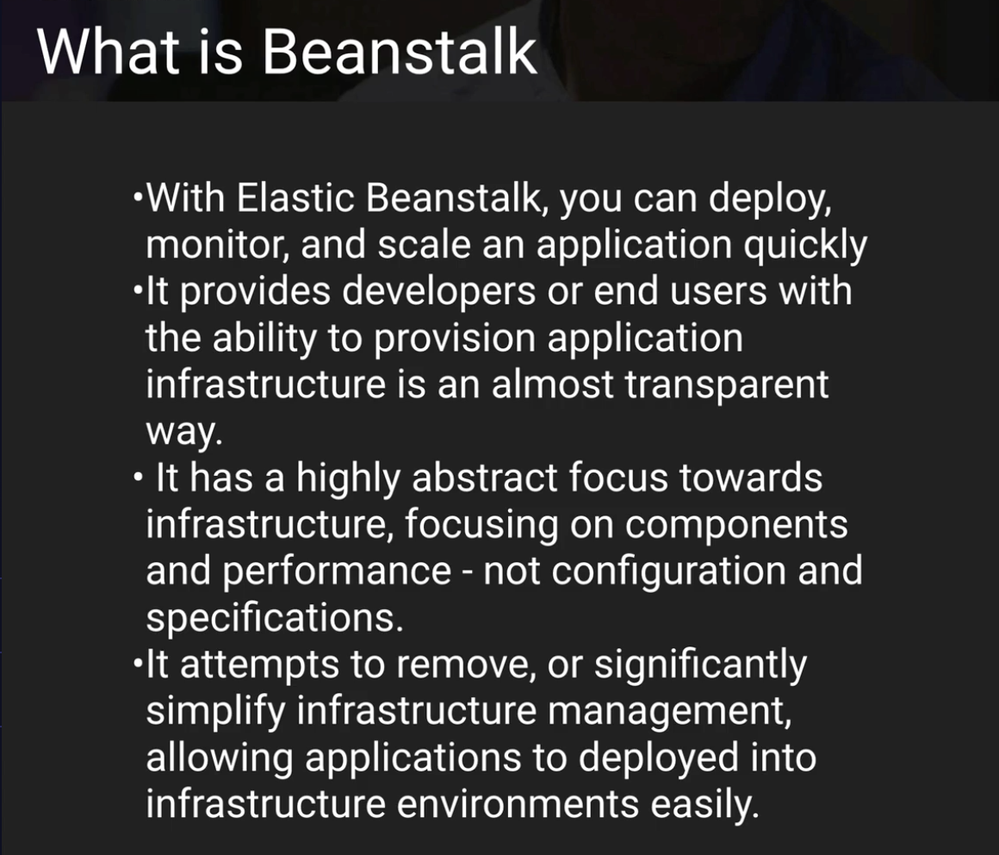 What is Beanstalk
•With Elastic Beanstalk, you can deploy,
monitor, and scale an application quickly
•It provides developers or end users with
the ability to provision application
infrastructure is an almost transparent
way.
• It has a highly abstract focus towards
infrastructure, focusing on components
and performance - not configuration and
specifications.
•It attempts to remove, or significantly
simplify infrastructure management,
allowing applications to deployed into
infrastructure environments easily.